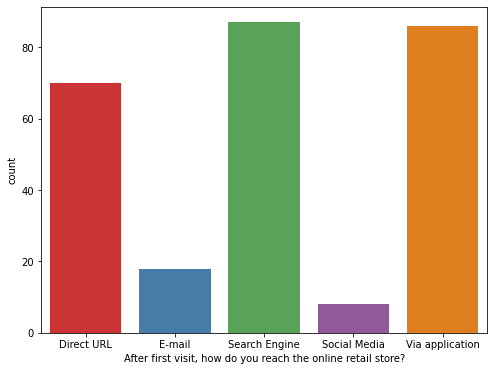 count
80
60
40
20
0
Direct URL
E-mail
Search Engine
Social Media
Via application
After first visit, how do you reach the online retail store?